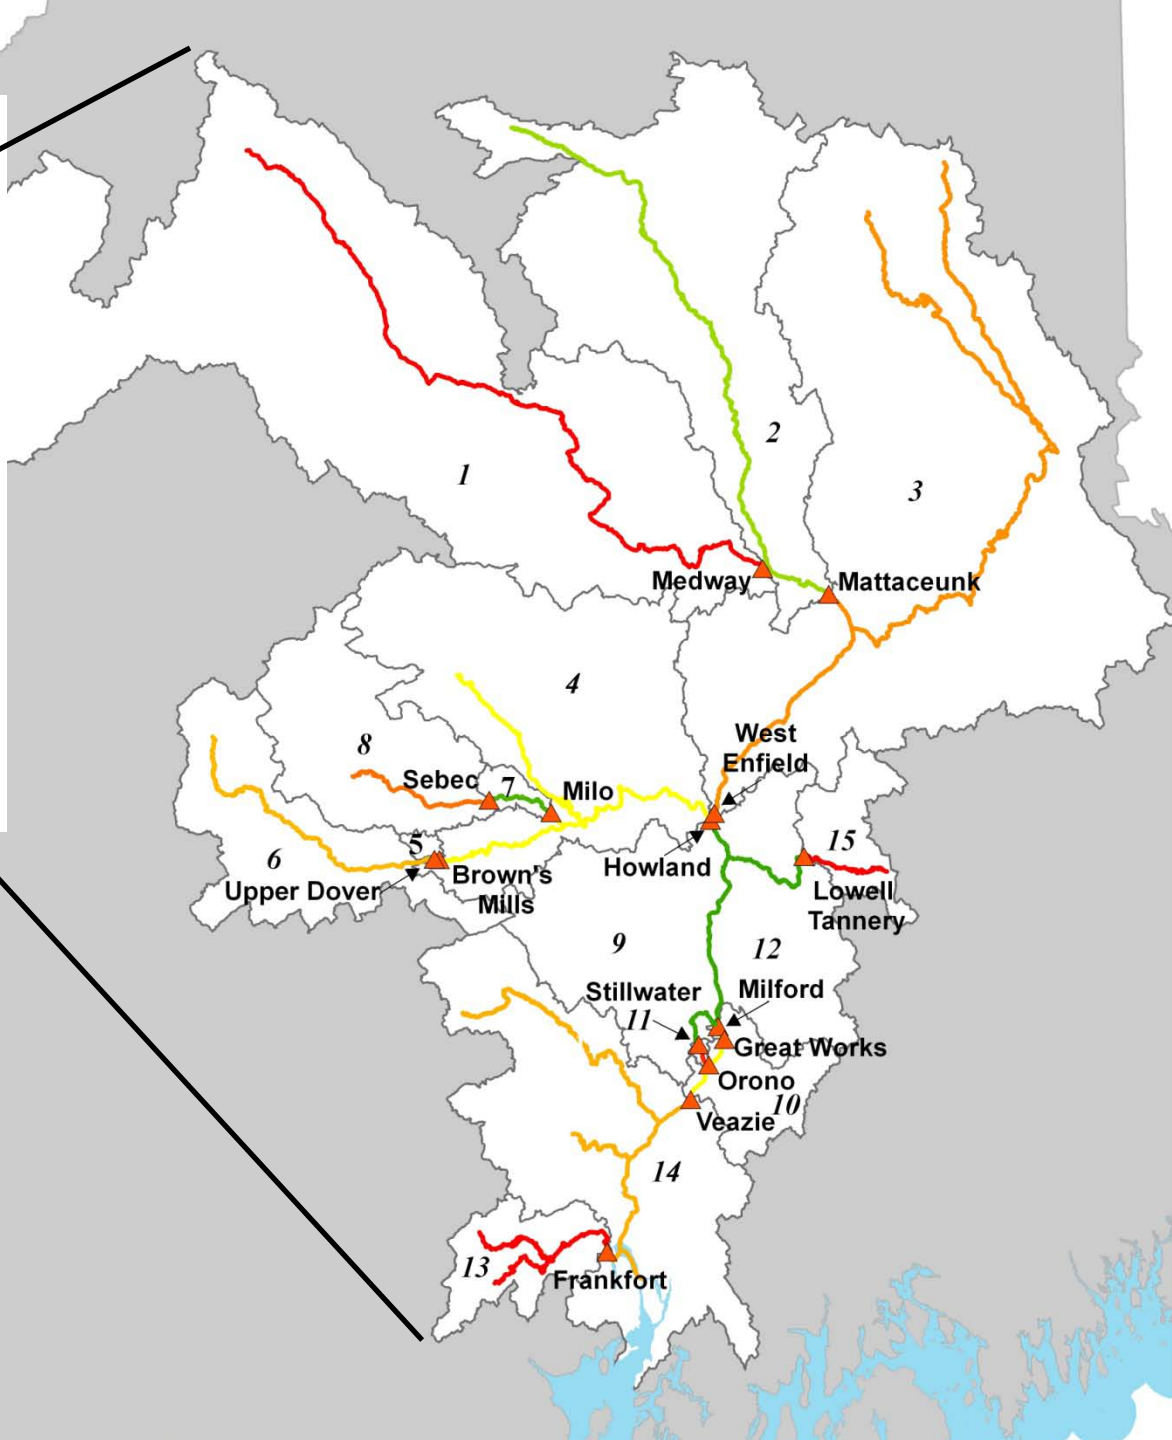 2
1
3
Medway
Mattaceunk
4
West
Enfield
8
Sebec
7
Milo
15
5
6
Howland
Brown's
Mills
Upper Dover
Lowell
Tannery
9
12
Stillwater
Milford
11
Great Works
Orono
10
Veazie
14
13
Frankfort